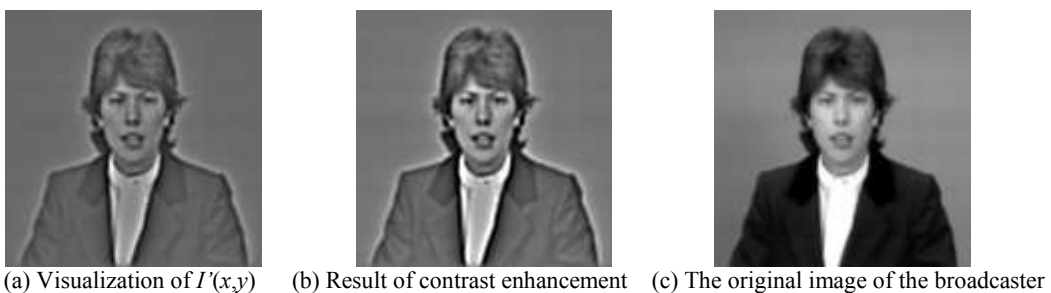 (a) Visualization of I’(x,y) (b) Result of contrast enhancement (c) The original image of the broadcaster